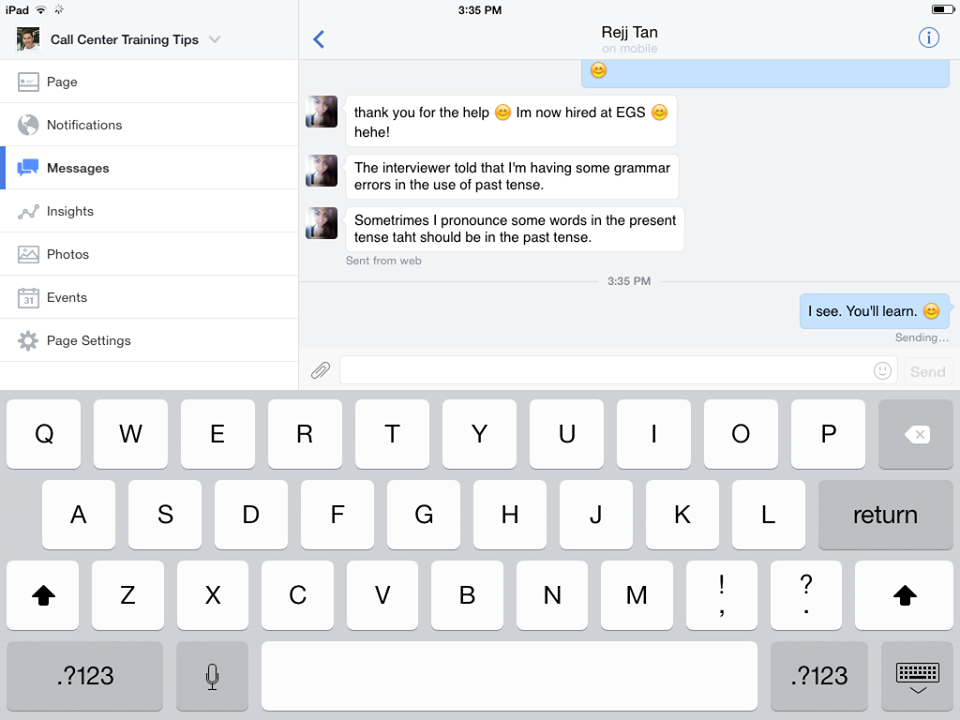 iPad
3:35 PM
Call Center Training Tips
Page
Notifications
Messages
Insights
Photos
31
Events
Page Settings
Rejj Tan
on mobile
i
😊
thank you for the help 😊 Im now hired at EGS 😊
hehe!
The interviewer told that I'm having some grammar
errors in the use of past tense.
Sometrimes I pronounce some words in the present
tense taht should be in the past tense.
Sent from web
3:35 PM
I see. You'll learn. 😊
Sending...
Send
Q W E R T Y U I O P
A S D F G H J K L return
Z X C V B N M ! , ? .
.?123 .?123